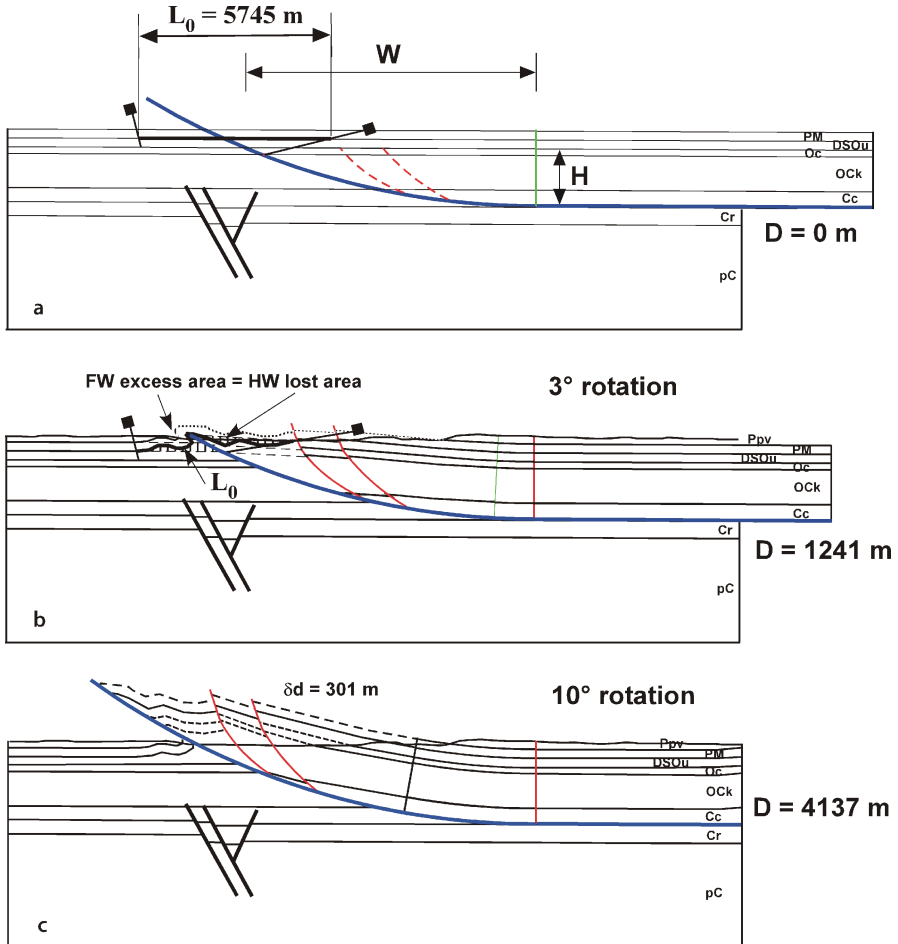 L0 = 5745 m
W
PM
DSOu
Oc
H
OCk
Cc
Cr
D = 0 m
pC
a
FW excess area = HW lost area
3° rotation
Ppv
PM
DSOu
Oc
L0
OCk
Cc
Cr
D = 1241 m
pC
b
δd = 301 m
10° rotation
Ppv
PM
DSOu
Oc
OCk
D = 4137 m
Cc
Cr
pC
c